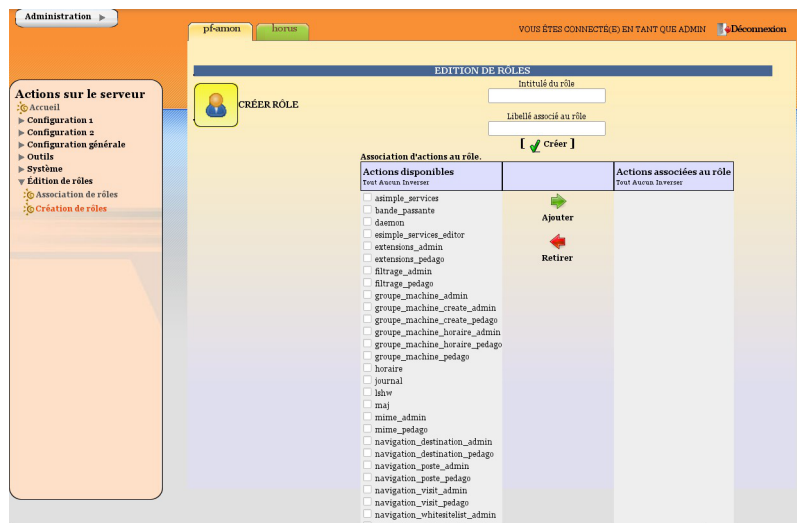 Administration
pf-amon
horus
VOUS ÊTES CONNECTÉ(E) EN TANT QUE ADMIN
Déconnexion
Actions sur le serveur
Accueil
Configuration 1
Configuration 2
Configuration générale
Outils
Système
Édition de rôles
Association de rôles
Création de rôles
EDITION DE RÔLES
CRÉER RÔLE
Intitulé du rôle
Libellé associé au rôle
[ Créer ]
Association d'actions au rôle.
Actions disponibles
Tout Aucun Inverser
Actions associées au rôle
Tout Aucun Inverser
Ajouter
Retirer
asimple_services
bande_passante
daemon
esimple_services_editor
extensions_admin
extensions_pedago
filtrage_admin
filtrage_pedago
groupe_machine_admin
groupe_machine_create_admin
groupe_machine_create_pedago
groupe_machine_horaire_admin
groupe_machine_horaire_pedago
groupe_machine_pedago
horaire
journal
lshw
maj
mime_admin
mime_pedago
navigation_destination_admin
navigation_destination_pedago
navigation_poste_admin
navigation_poste_pedago
navigation_visit_admin
navigation_visit_pedago
navigation_whitesitelist_admin